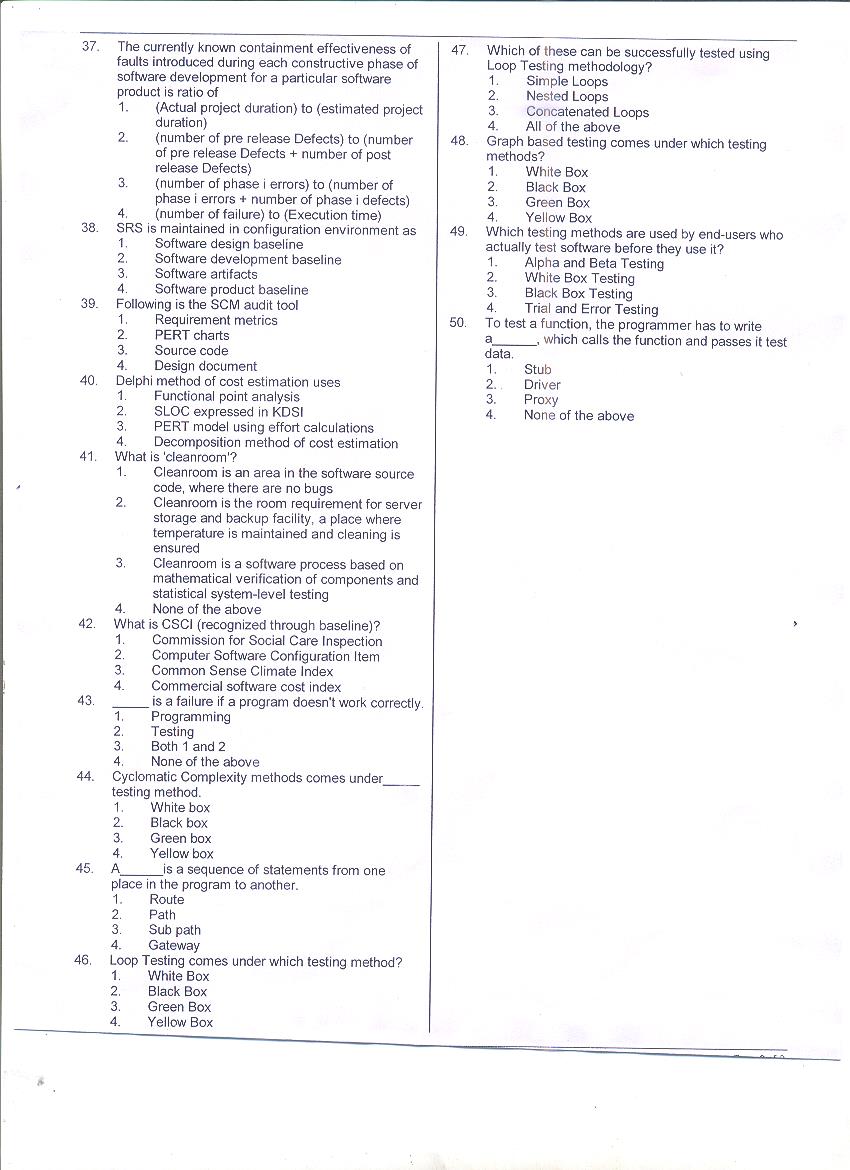 37. The currently known containment effectiveness of
faults introduced during each constructive phase of
software development for a particular software
product is ratio of
1. (Actual project duration) to (estimated project
duration)
2. (number of pre release Defects) to (number
of pre release Defects + number of post
release Defects)
3. (number of phase i errors) to (number of
phase i errors + number of phase i defects)
4. (number of failure) to (Execution time)
38. SRS is maintained in configuration environment as
1. Software design baseline
2. Software development baseline
3. Software artifacts
4. Software product baseline
39. Following is the SCM audit tool
1. Requirement metrics
2. PERT charts
3. Source code
4. Design document
40. Delphi method of cost estimation uses
1. Functional point analysis
2. SLOC expressed in KDSI
3. PERT model using effort calculations
4. Decomposition method of cost estimation
41. What is 'cleanroom'?
1. Cleanroom is an area in the software source
code, where there are no bugs
2. Cleanroom is the room requirement for server
storage and backup facility, a place where
temperature is maintained and cleaning is
ensured
3. Cleanroom is a software process based on
mathematical verification of components and
statistical system-level testing
4. None of the above
42. What is CSCI (recognized through baseline)?
1. Commission for Social Care Inspection
2. Computer Software Configuration Item
3. Common Sense Climate Index
4. Commercial software cost index
43. _____ is a failure if a program doesn't work correctly.
1. Programming
2. Testing
3. Both 1 and 2
4. None of the above
44. Cyclomatic Complexity methods comes under_____
testing method.
1. White box
2. Black box
3. Green box
4. Yellow box
45. A______is a sequence of statements from one
place in the program to another.
1. Route
2. Path
3. Sub path
4. Gateway
46. Loop Testing comes under which testing method?
1. White Box
2. Black Box
3. Green Box
4. Yellow Box
47. Which of these can be successfully tested using
Loop Testing methodology?
1. Simple Loops
2. Nested Loops
3. Concatenated Loops
4. All of the above
48. Graph based testing comes under which testing
methods?
1. White Box
2. Black Box
3. Green Box
4. Yellow Box
49. Which testing methods are used by end-users who
actually test software before they use it?
1. Alpha and Beta Testing
2. White Box Testing
3. Black Box Testing
4. Trial and Error Testing
50. To test a function, the programmer has to write
a______, which calls the function and passes it test
data.
1. Stub
2. Driver
3. Proxy
4. None of the above